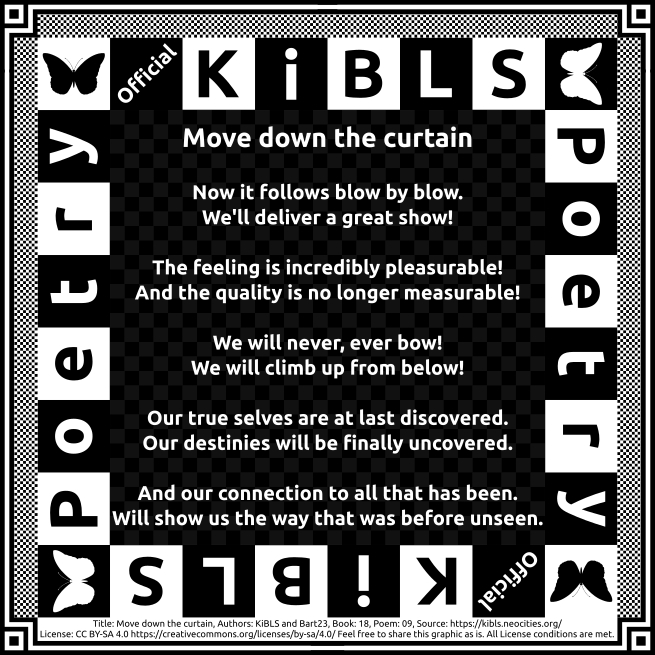 Official KiBLS
Poetry
Poetry
Move down the curtain
Now it follows blow by blow.
We'll deliver a great show!
The feeling is incredibly pleasurable!
And the quality is no longer measurable!
We will never, ever bow!
We will climb up from below!
Our true selves are at last discovered.
Our destinies will be finally uncovered.
And our connection to all that has been.
Will show us the way that was before unseen.
Official KiBLS
Title: Move down the curtain, Authors: KiBLS and Bart23, Book: 18, Poem: 09, Source: https://kibls.neocities.org/
License: CC BY-SA 4.0 https://creativecommons.org/licenses/by-sa/4.0/ Feel free to share this graphic as is. All License conditions are met.